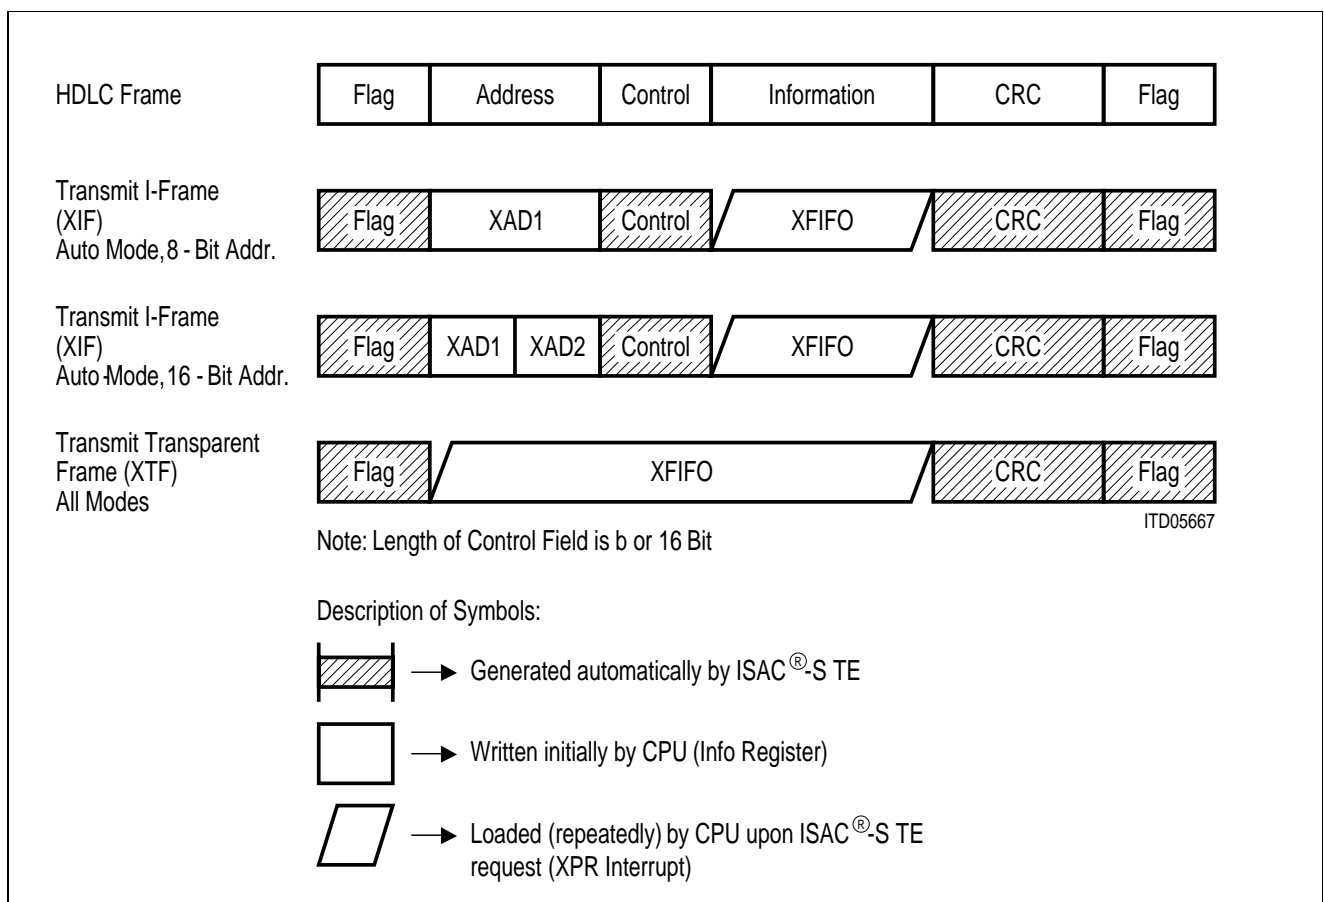 HDLC Frame
Flag Address Control Information CRC Flag
Transmit I-Frame
(XIF)
Auto Mode, 8 - Bit Addr.
Flag XAD1 Control XFIFO CRC Flag
Transmit I-Frame
(XIF)
Auto-Mode, 16 - Bit Addr.
Flag XAD1 XAD2 Control XFIFO CRC Flag
Transmit Transparent
Frame (XTF)
All Modes
Flag XFIFO CRC Flag
ITD05667
Note: Length of Control Field is b or 16 Bit
Description of Symbols:
Generated automatically by ISAC®-S TE
Written initially by CPU (Info Register)
Loaded (repeatedly) by CPU upon ISAC®-S TE
request (XPR Interrupt)